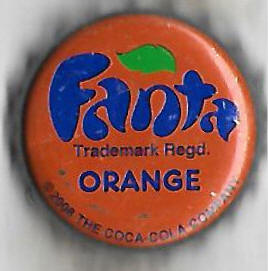 Fanta
Trademark Regd.
ORANGE
© 2008 THE COCA-COLA COMPANY